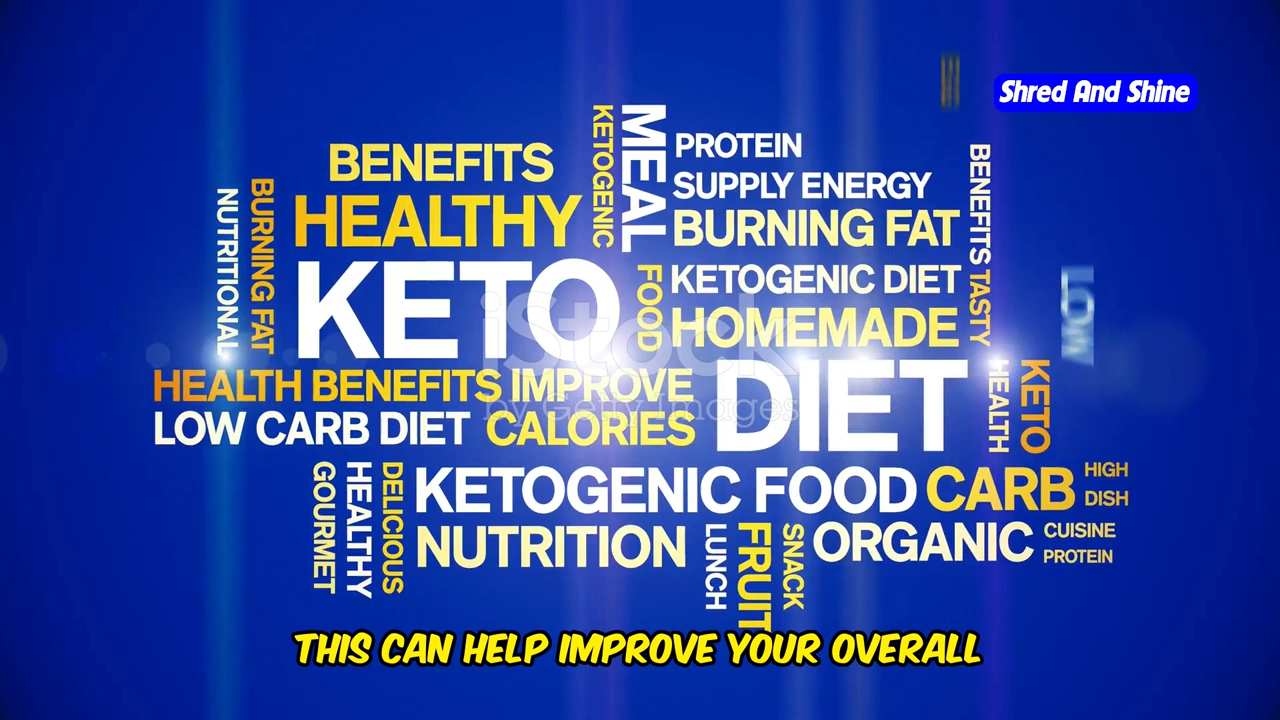 Shred And Shine
MEAL
KETOGENIC
PROTEIN
BENEFITS
BENEFITS
SUPPLY ENERGY
BURNING FAT
NUTRITIONAL
HEALTHY
BURNING FAT
KETO
FOOD
KETOGENIC DIET
TASTY
LOW
iStock
HOMEMADE
HEALTH BENEFITS
IMPROVE
DIET
HEALTH
KETO
by Getty Images
LOW CARB DIET
CALORIES
GOURMET
HEALTHY
DELICIOUS
KETOGENIC FOOD
CARB
HIGH
DISH
NUTRITION
LUNCH
FRUIT
SNACK
ORGANIC
CUISINE
PROTEIN
THIS CAN HELP IMPROVE YOUR OVERALL